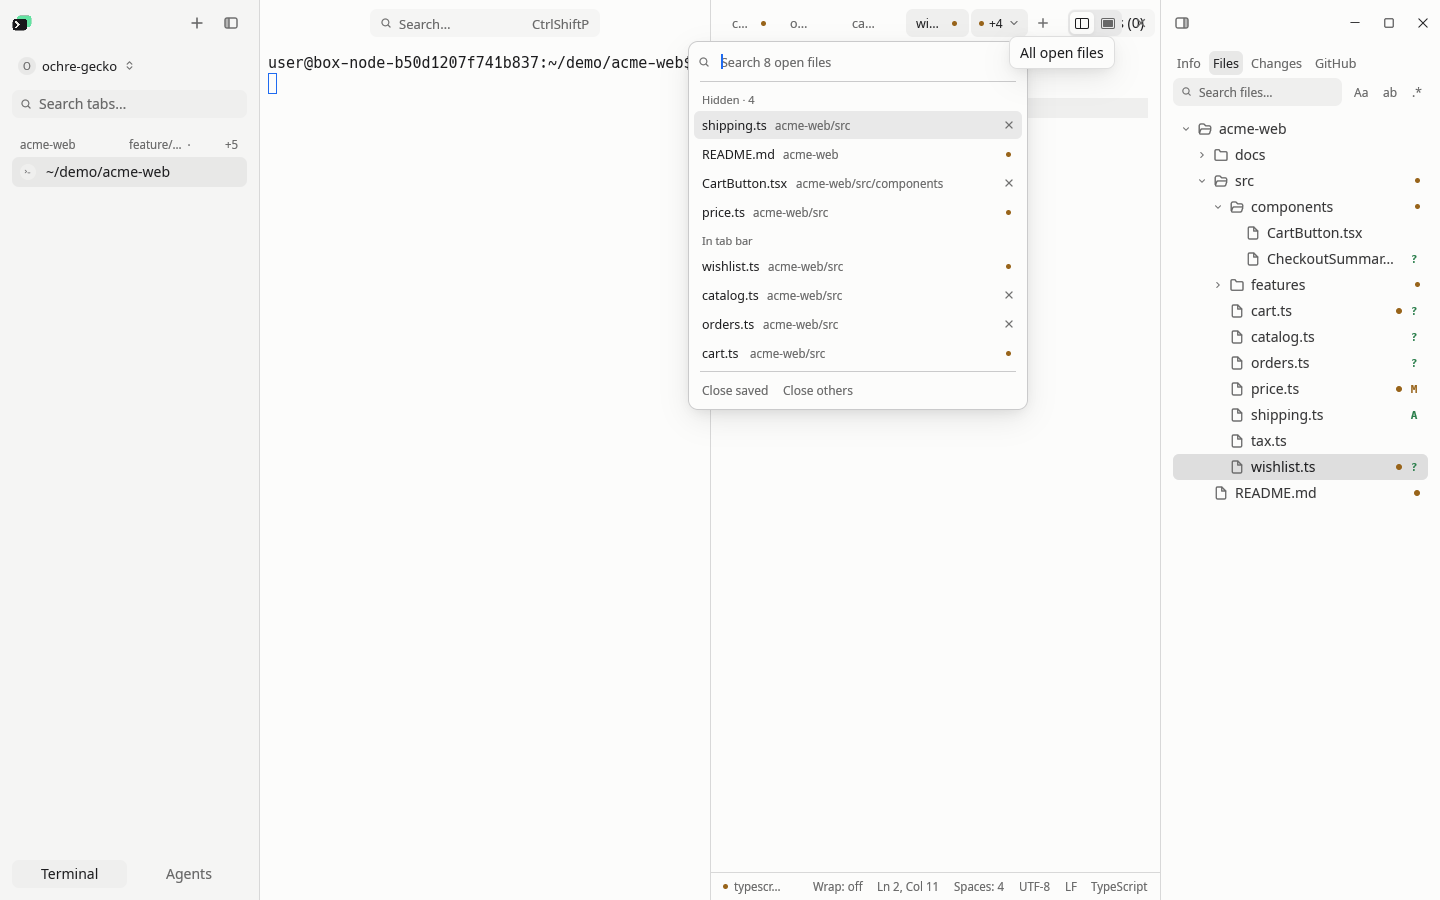 Search...
CtrlShiftP
c...
o...
ca...
wi...
+4
(0)
ochre-gecko
O
Search tabs...
acme-web
feature/... ·
+5
~/demo/acme-web
Terminal
Agents
user@box-node-b50d1207f741b837:~/demo/acme-web$
Search 8 open files
All open files
Hidden · 4
shipping.ts acme-web/src
README.md acme-web
CartButton.tsx acme-web/src/components
price.ts acme-web/src
In tab bar
wishlist.ts acme-web/src
catalog.ts acme-web/src
orders.ts acme-web/src
cart.ts acme-web/src
Close saved
Close others
typescr...
Wrap: off
Ln 2, Col 11
Spaces: 4
UTF-8
LF
TypeScript
Info
Files
Changes
GitHub
Search files...
Aa
ab
.*
acme-web
docs
src
components
CartButton.tsx
CheckoutSummar... ?
features
cart.ts ?
catalog.ts ?
orders.ts ?
price.ts M
shipping.ts A
tax.ts
wishlist.ts ?
README.md